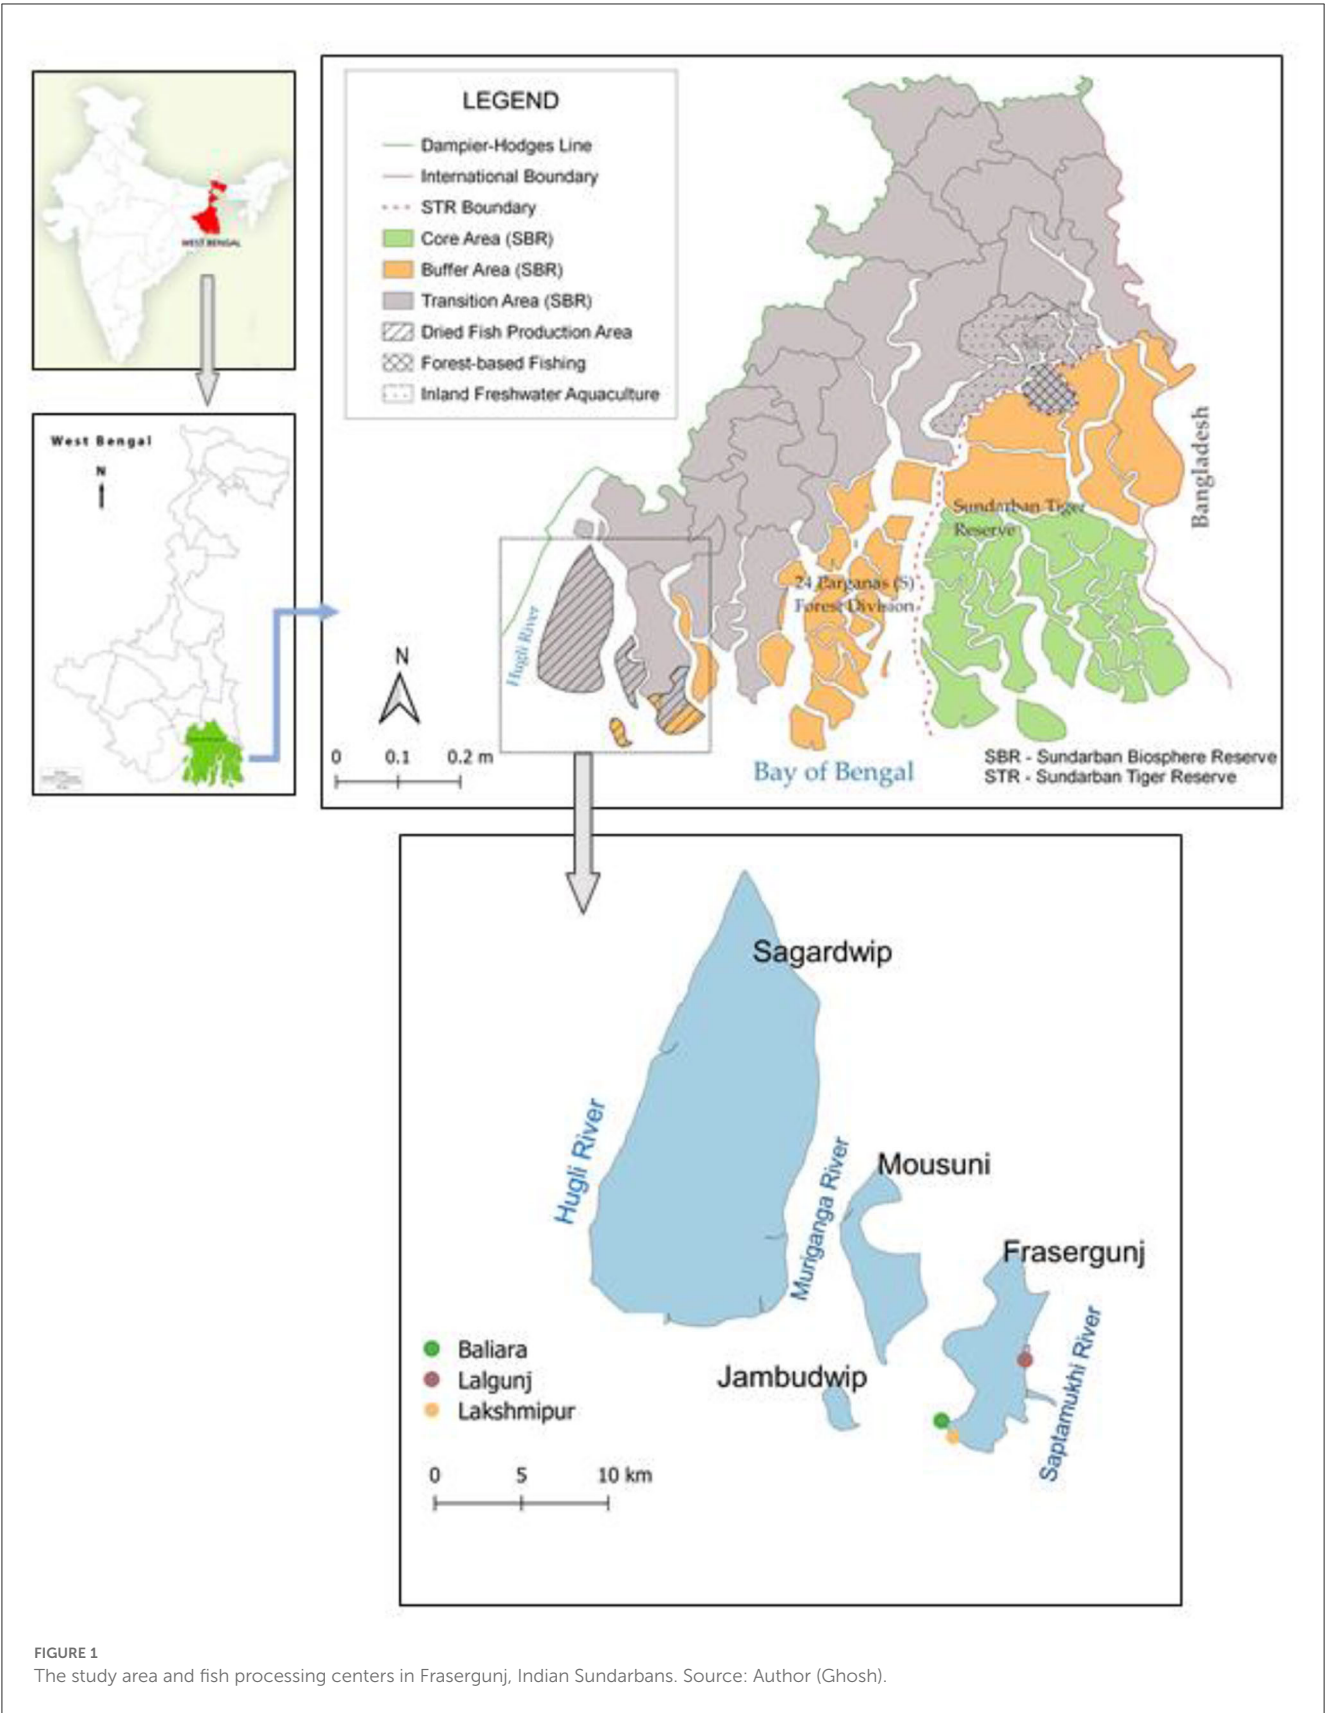 WEST BENGAL
West Bengal
N
LEGEND
Dampier-Hodges Line
International Boundary
STR Boundary
Core Area (SBR)
Buffer Area (SBR)
Transition Area (SBR)
Dried Fish Production Area
Forest-based Fishing
Inland Freshwater Aquaculture
Bangladesh
Sundarban Tiger
Reserve
24 Parganas (S)
Forest Division
Hugli River
N
0 0.1 0.2 m
Bay of Bengal
SBR - Sundarban Biosphere Reserve
STR - Sundarban Tiger Reserve
Sagardwip
Hugli River
Muriganga River
Mousuni
Frasergunj
Saptamukhi River
Jambudwip
Baliara
Lalgunj
Lakshmipur
0 5 10 km
FIGURE 1
The study area and fish processing centers in Frasergunj, Indian Sundarbans. Source: Author (Ghosh).